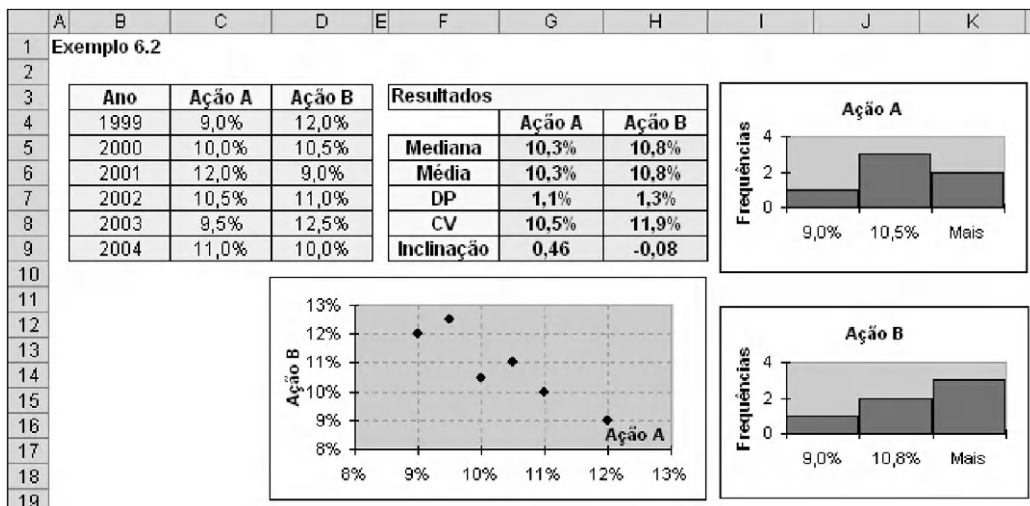 A B C D E F G H I J K
1 Exemplo 6.2
2
3 Ano Ação A Ação B Resultados
4 1999 9,0% 12,0% Ação A Ação B
5 2000 10,0% 10,5% Mediana 10,3% 10,8%
6 2001 12,0% 9,0% Média 10,3% 10,8%
7 2002 10,5% 11,0% DP 1,1% 1,3%
8 2003 9,5% 12,5% CV 10,5% 11,9%
9 2004 11,0% 10,0% Inclinação 0,46 -0,08
10
11
12
13
14
15
16
17
18
19
Ação A
Frequências
4
2
0
9,0% 10,5% Mais
13%
12%
11%
10%
9%
8%
Ação B
Ação A
8% 9% 10% 11% 12% 13%
Ação B
Frequências
4
2
0
9,0% 10,8% Mais